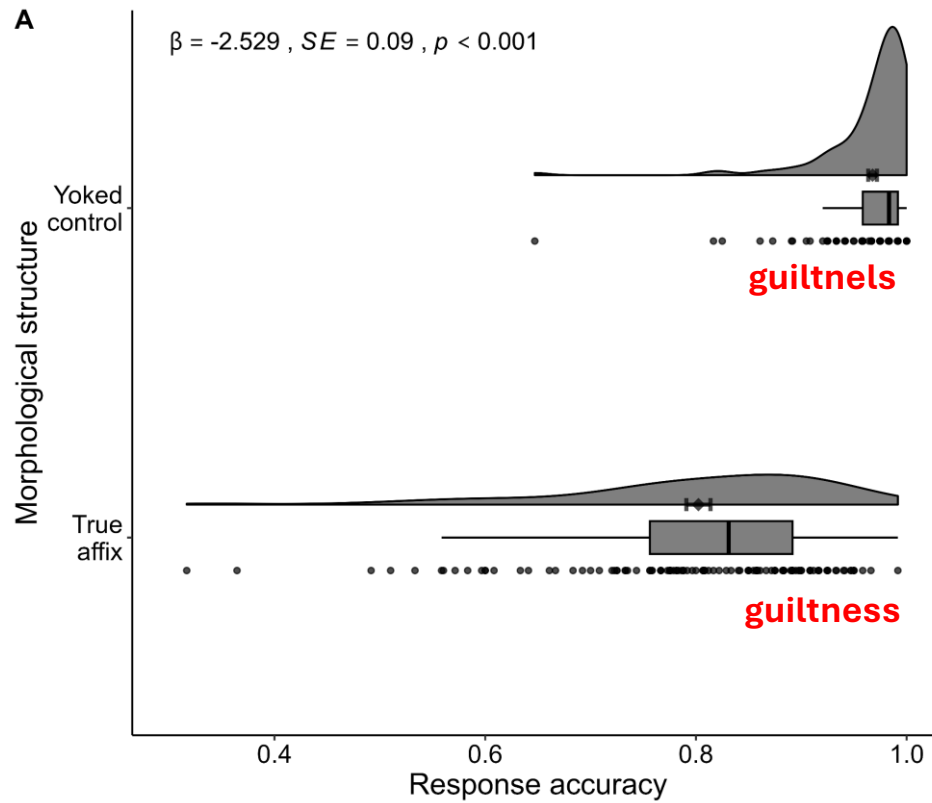 A
β = -2.529 , SE = 0.09 , p < 0.001
Morphological structure
Yoked
control
guiltnels
True
affix
guiltness
0.4 0.6 0.8 1.0
Response accuracy